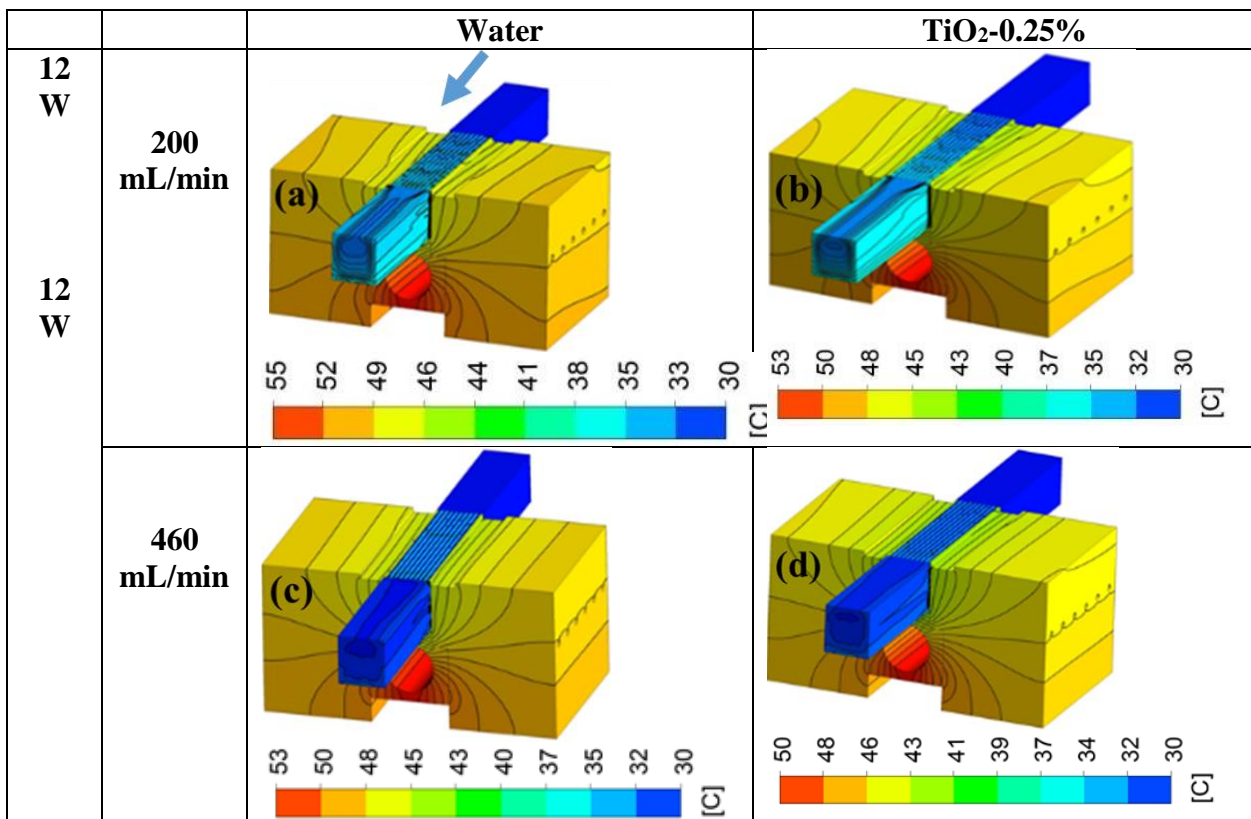 Water
TiO₂-0.25%
12
W
200
mL/min
(a)
55 52 49 46 44 41 38 35 33 30
[C]
(b)
53 50 48 45 43 40 37 35 32 30
[C]
12
W
460
mL/min
(c)
53 50 48 45 43 40 37 35 32 30
[C]
(d)
50 48 46 43 41 39 37 34 32 30
[C]